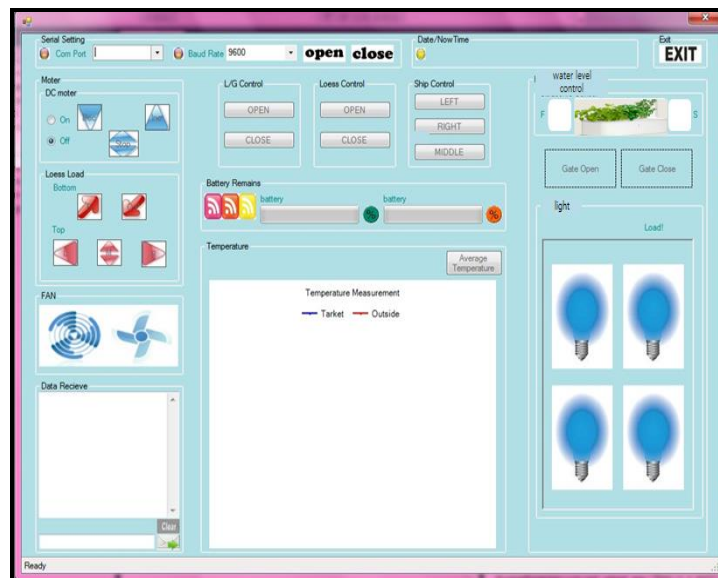 Serial Setting
Com Port
Baud Rate 9600
open close
Date/NowTime
Exit
EXIT
Moter
DC moter
On
Off
Stop
L/G Control
OPEN
CLOSE
Loess Control
OPEN
CLOSE
Ship Control
LEFT
RIGHT
MIDDLE
water level
control
F
S
Gate Open
Gate Close
Loess Load
Bottom
Top
Battery Remains
battery
%
battery
%
light
Load!
Temperature
Average
Temperature
Temperature Measurement
Tarket
Outside
FAN
Data Recieve
Clear
Ready